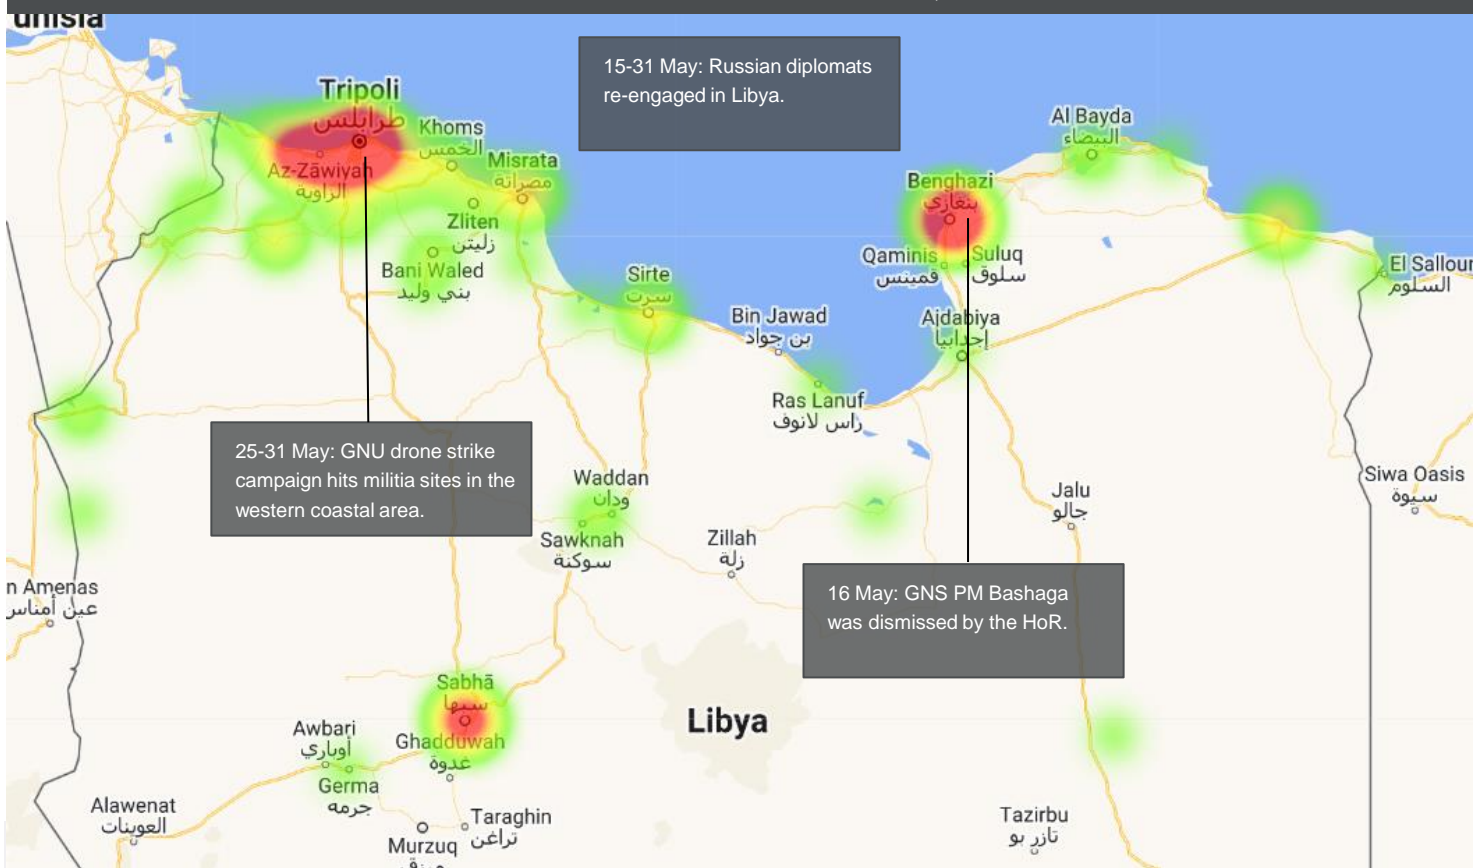 unisia
Tripoli
طرابلس
Khoms
الخمس
Misrata
مصراتة
Az-Zāwiyah
الزاوية
Zliten
زليتن
Bani Waled
بني وليد
15-31 May: Russian diplomats
re-engaged in Libya.
Al Bayda
البيضاء
Benghazi
بنغازي
Qaminis
قمينس
Suluq
سلوق
El Sallour
السلوم
Sirte
سرت
Bin Jawad
بن جواد
Ajdabiya
إجدابيا
Ras Lanuf
راس لانوف
25-31 May: GNU drone strike
campaign hits militia sites in the
western coastal area.
Waddan
ودان
Sawknah
سوكنة
Zillah
زلة
Jalu
جالو
Siwa Oasis
سيوة
n Amenas
عين أمناس
16 May: GNS PM Bashaga
was dismissed by the HoR.
Sabhā
سبها
Libya
Awbari
أوباري
Ghadduwah
غدوة
Germa
جرمه
Alawenat
العوينات
Taraghin
تراغن
Murzuq
Tazirbu
تازر بو